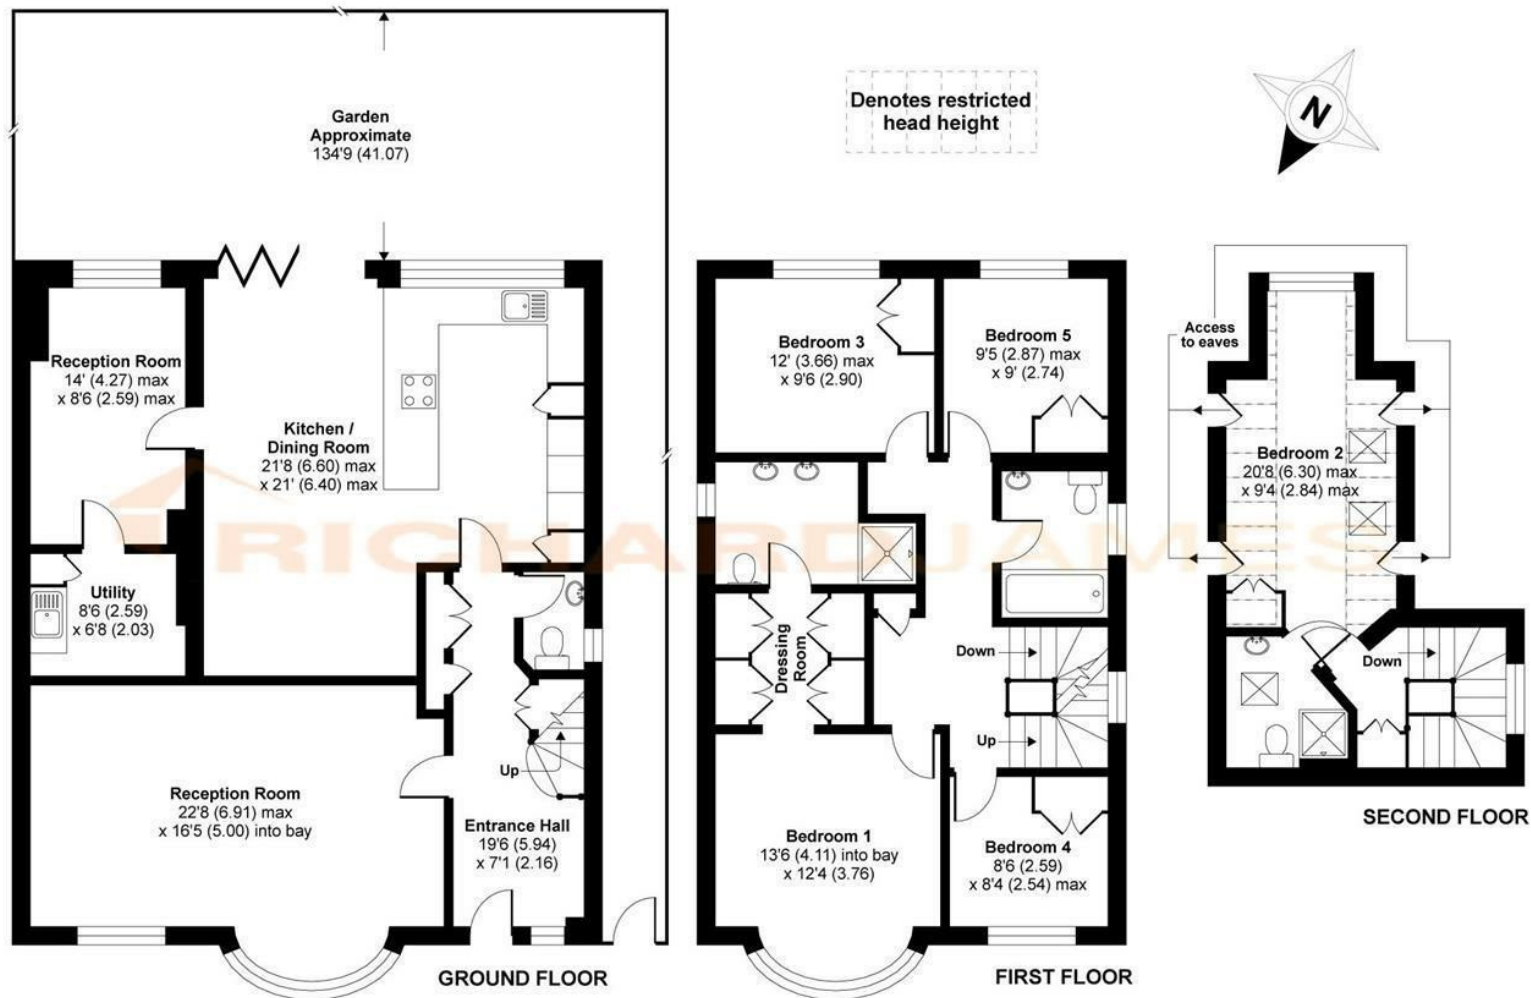 Garden
Approximate
134'9 (41.07)
Denotes restricted
head height
N
Reception Room
14' (4.27) max
x 8'6 (2.59) max
Kitchen /
Dining Room
21'8 (6.60) max
x 21' (6.40) max
Utility
8'6 (2.59)
x 6'8 (2.03)
Reception Room
22'8 (6.91) max
x 16'5 (5.00) into bay
Up
Entrance Hall
19'6 (5.94)
x 7'1 (2.16)
GROUND FLOOR
Bedroom 3
12' (3.66) max
x 9'6 (2.90)
Bedroom 5
9'5 (2.87) max
x 9' (2.74)
Dressing
Room
Down
Up
Bedroom 1
13'6 (4.11) into bay
x 12'4 (3.76)
Bedroom 4
8'6 (2.59)
x 8'4 (2.54) max
FIRST FLOOR
Access
to eaves
Bedroom 2
20'8 (6.30) max
x 9'4 (2.84) max
Down
SECOND FLOOR
RICHARDJAMES